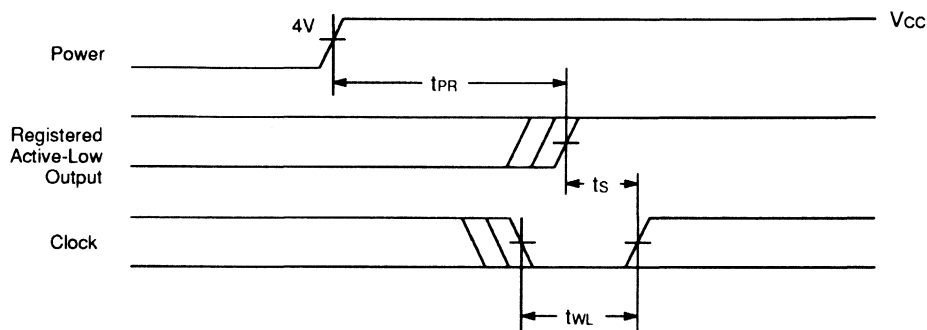 4V
VCC
Power
tPR
Registered
Active-Low
Output
tS
Clock
tWL